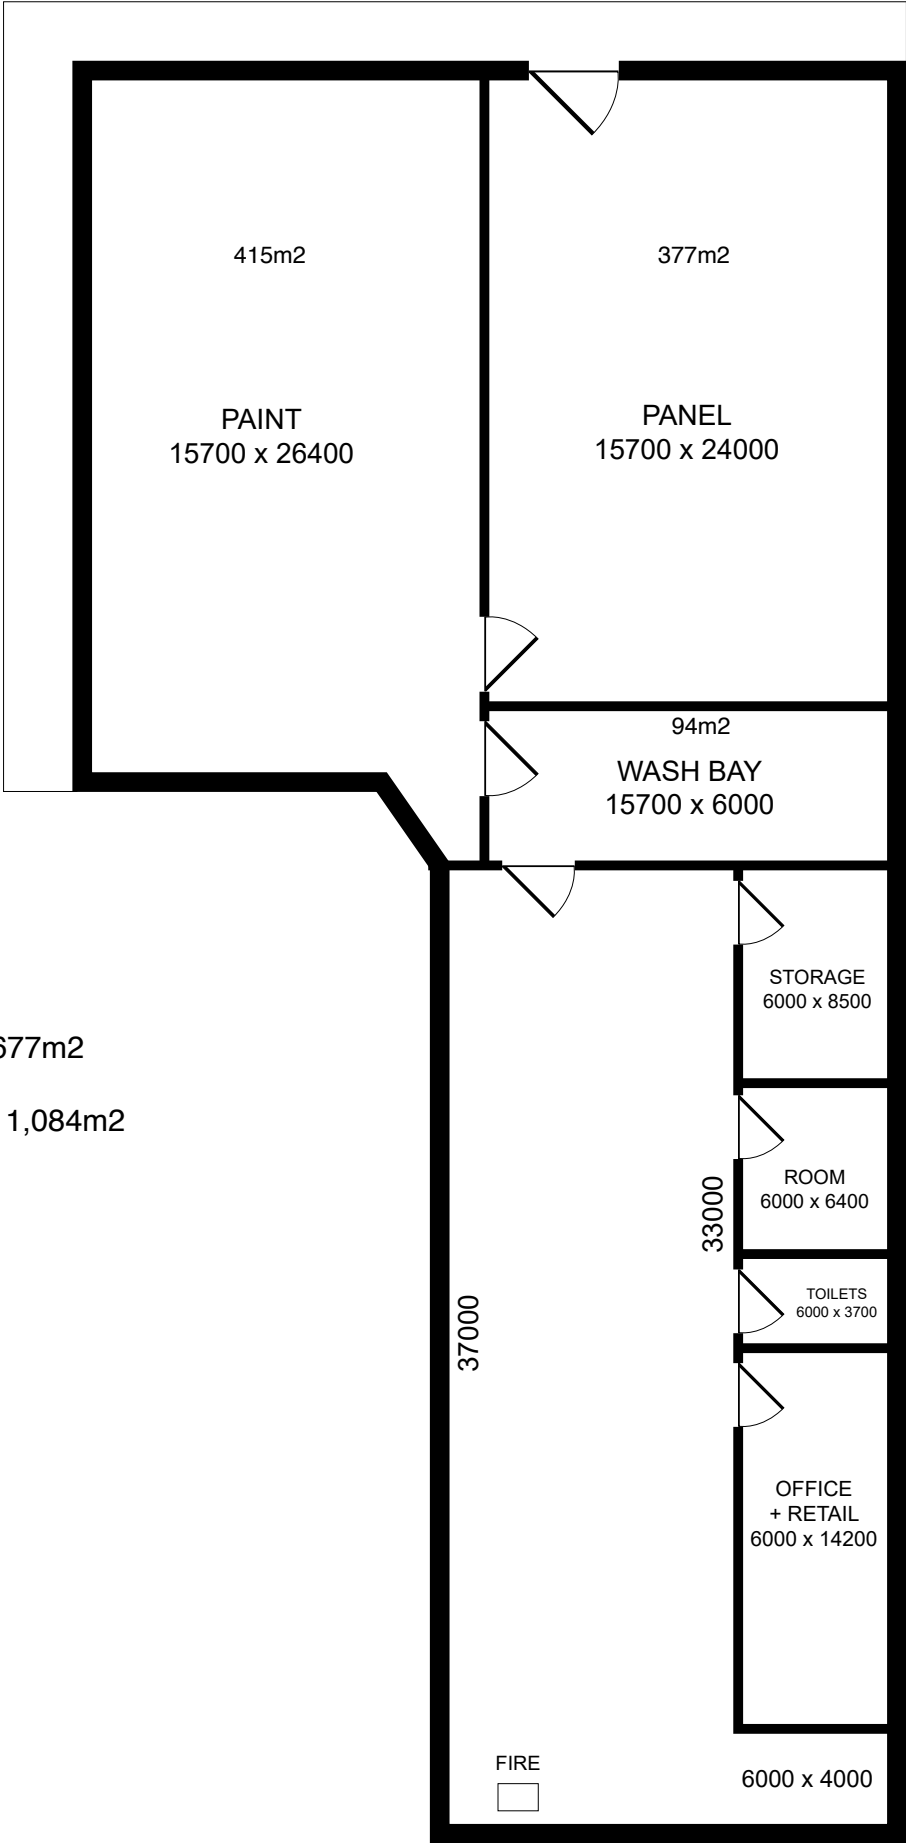 415m2
377m2
PAINT
15700 x 26400
PANEL
15700 x 24000
94m2
WASH BAY
15700 x 6000
STORAGE
6000 x 8500
677m2
1,084m2
ROOM
6000 x 6400
33000
TOILETS
6000 x 3700
37000
OFFICE
+ RETAIL
6000 x 14200
FIRE
6000 x 4000